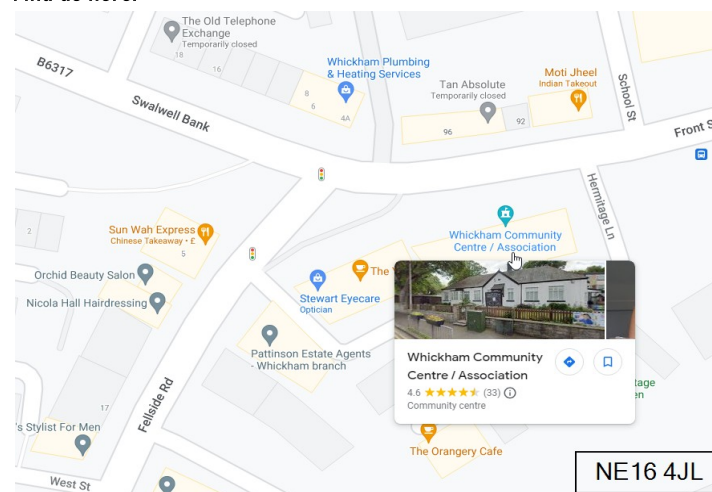 The Old Telephone
Exchange
Temporarily closed
18
16
B6317
Swalwell Bank
Whickham Plumbing
& Heating Services
8
6
4A
Tan Absolute
Temporarily closed
96
92
Moti Jheel
Indian Takeout
School St
Front S
Hermitage Ln
2
Sun Wah Express
Chinese Takeaway • £
5
Whickham Community
Centre / Association
Orchid Beauty Salon
Nicola Hall Hairdressing
The
Stewart Eyecare
Optician
Pattinson Estate Agents
- Whickham branch
Whickham Community
Centre / Association
4.6
(33)
Community centre
tage
en
24
17
's Stylist For Men
Fellside Rd
West St
The Orangery Cafe
NE16 4JL